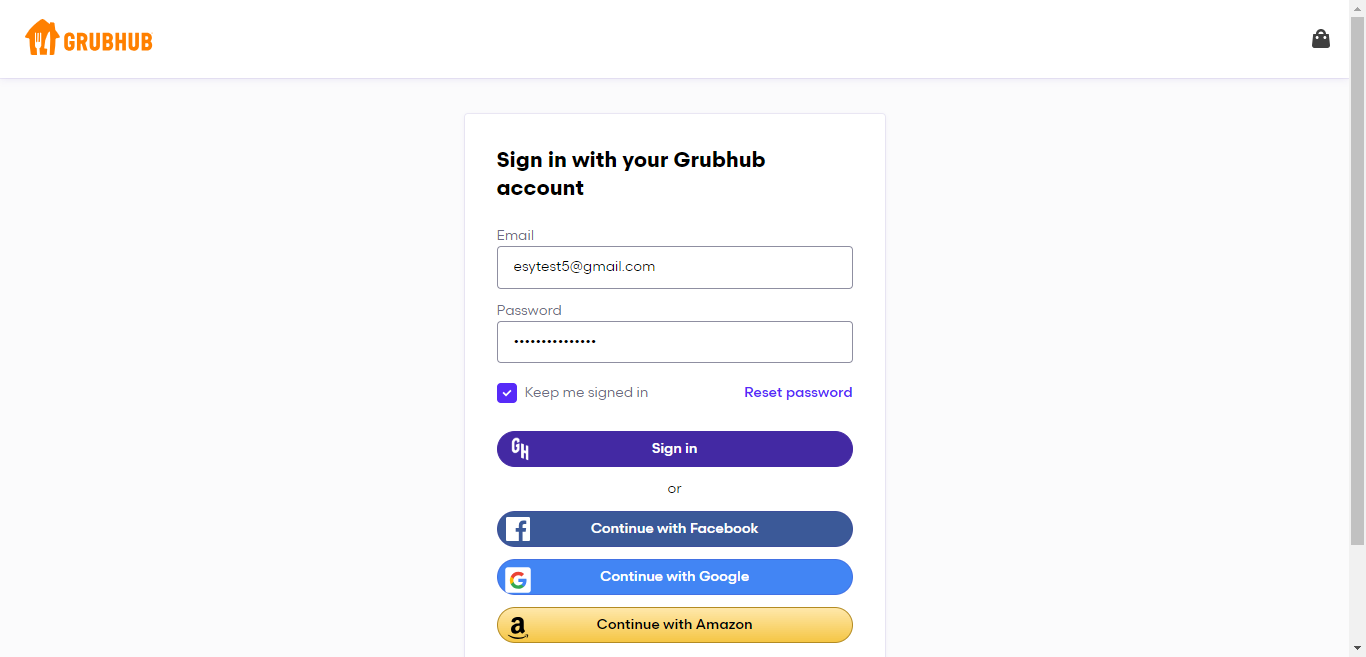 GRUBHUB
Sign in with your Grubhub
account
Email
esytest5@gmail.com
Password
•••••••••••••••
Keep me signed in
Reset password
GH
Sign in
or
Continue with Facebook
Continue with Google
Continue with Amazon